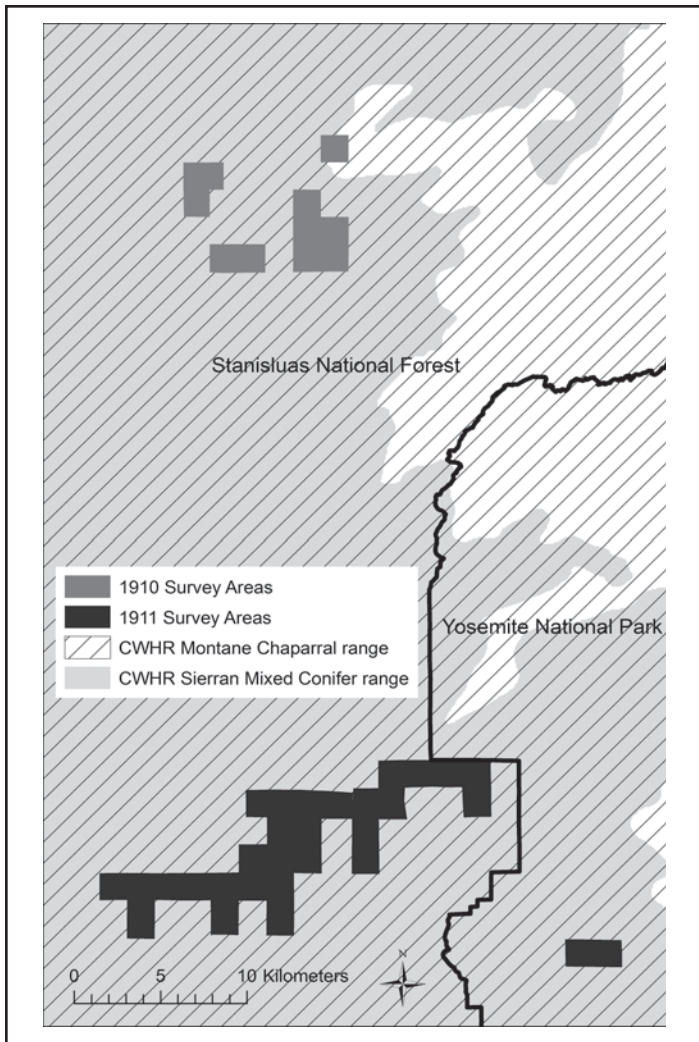 Stanisluas National Forest
1910 Survey Areas
1911 Survey Areas
CWHR Montane Chaparral range
CWHR Sierran Mixed Conifer range
Yosemite National Park
0 5 10 Kilometers
N